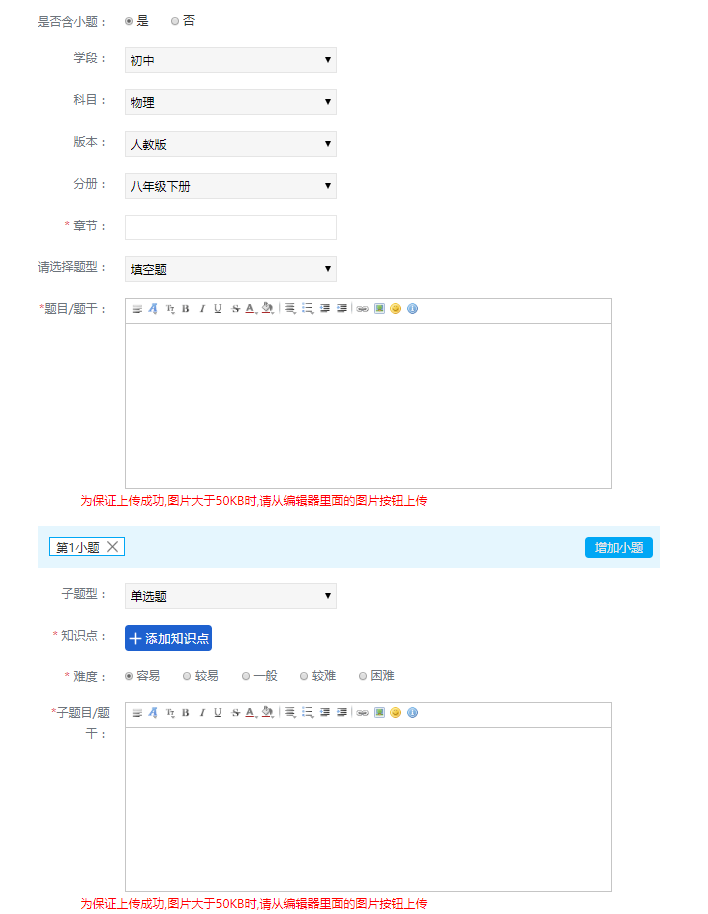 是否含小题： 是 否
学段： 初中
科目： 物理
版本： 人教版
分册： 八年级下册
* 章节：
请选择题型： 填空题
*题目/题干：
为保证上传成功,图片大于50KB时,请从编辑器里面的图片按钮上传
第1小题 增加小题
子题型： 单选题
* 知识点： 添加知识点
* 难度： 容易 较易 一般 较难 困难
*子题目/题
干：
为保证上传成功,图片大于50KB时,请从编辑器里面的图片按钮上传